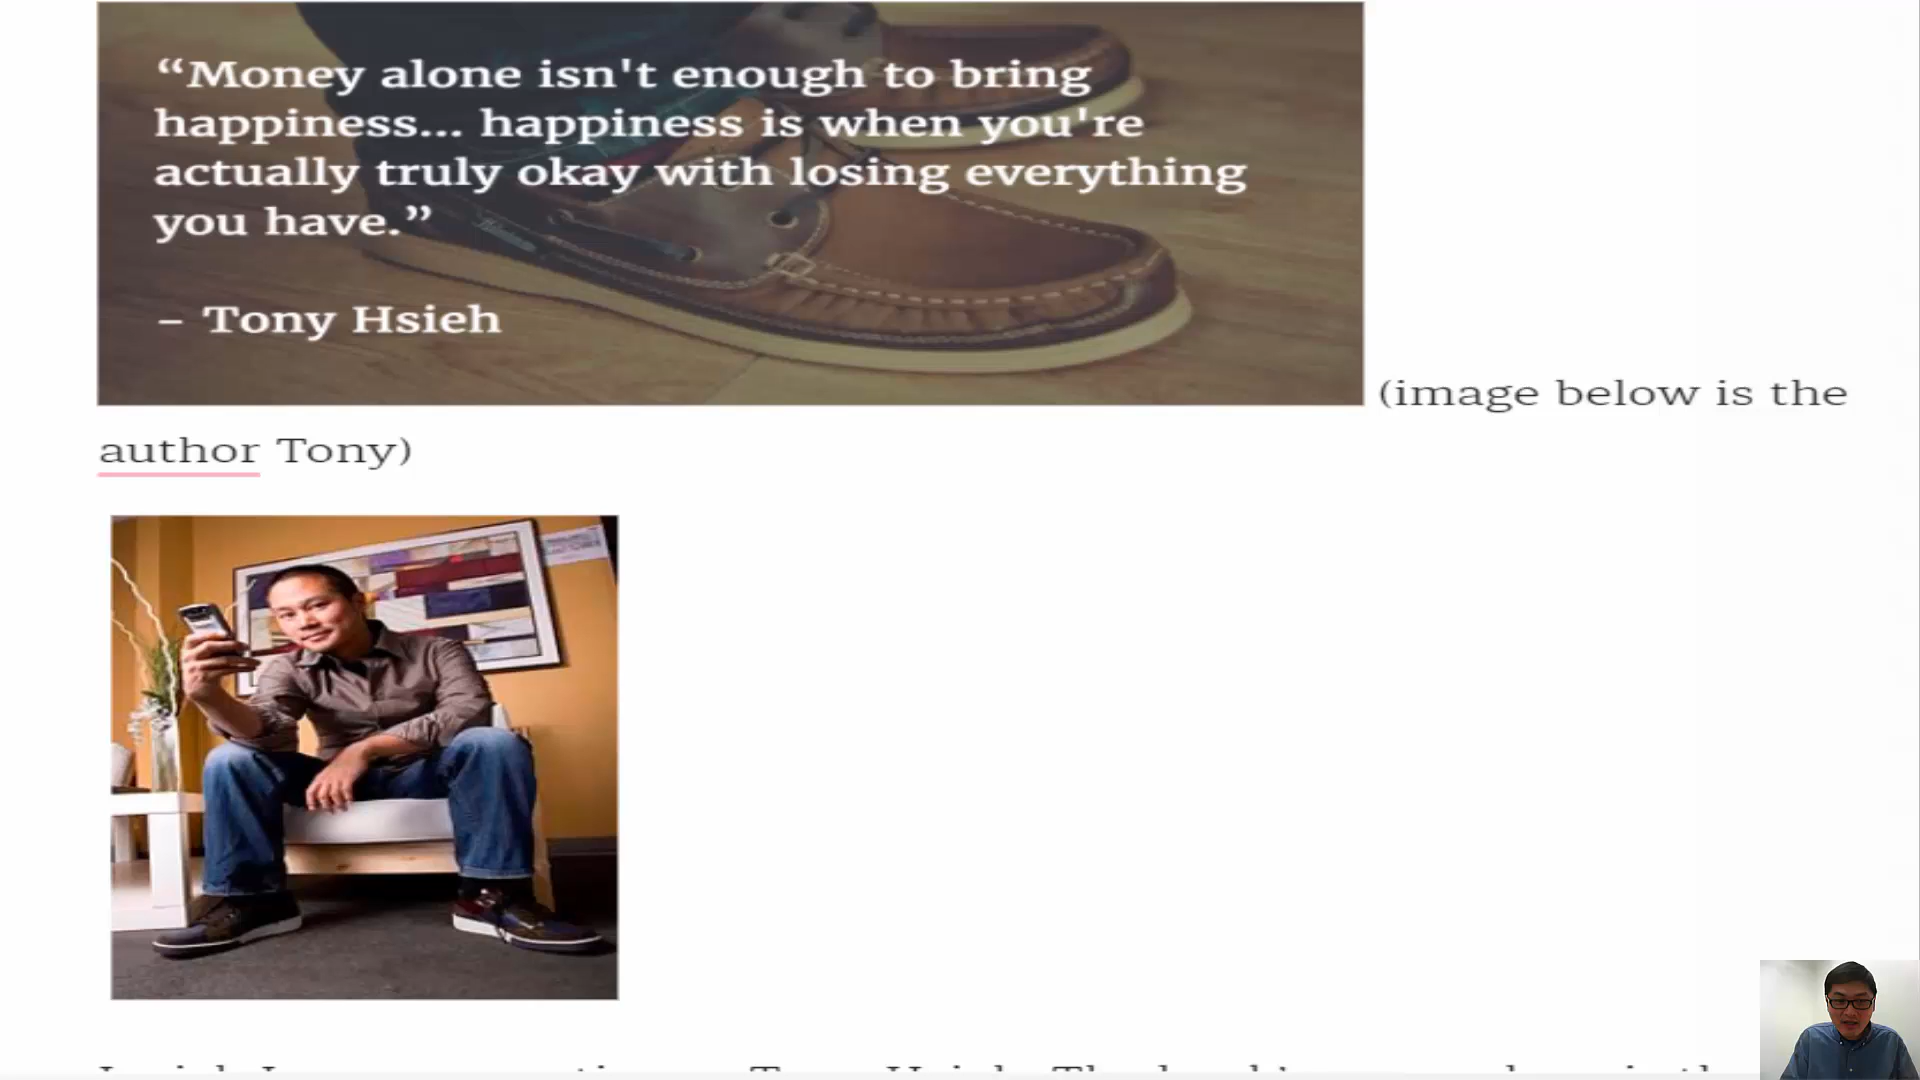 “Money alone isn't enough to bring
happiness... happiness is when you're
actually truly okay with losing everything
you have.”
– Tony Hsieh
(image below is the
author Tony)